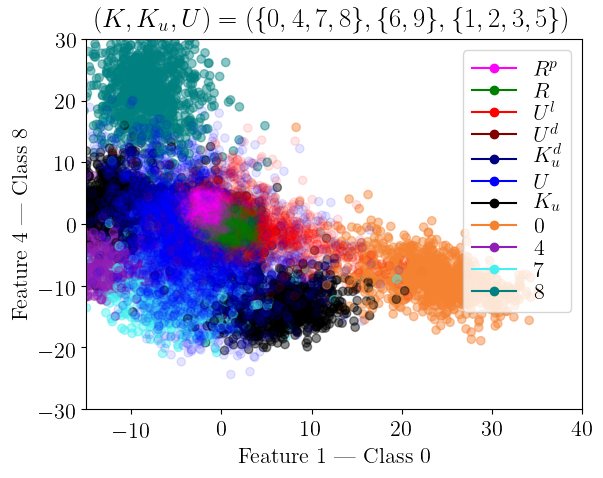 (K, K_u, U) = ({0, 4, 7, 8}, {6, 9}, {1, 2, 3, 5})
30
20
10
0
−10
−20
−30
Feature 4 — Class 8
R^p
R
U^l
U^d
K_u^d
U
K_u
0
4
7
8
−10
0
10
20
30
40
Feature 1 — Class 0